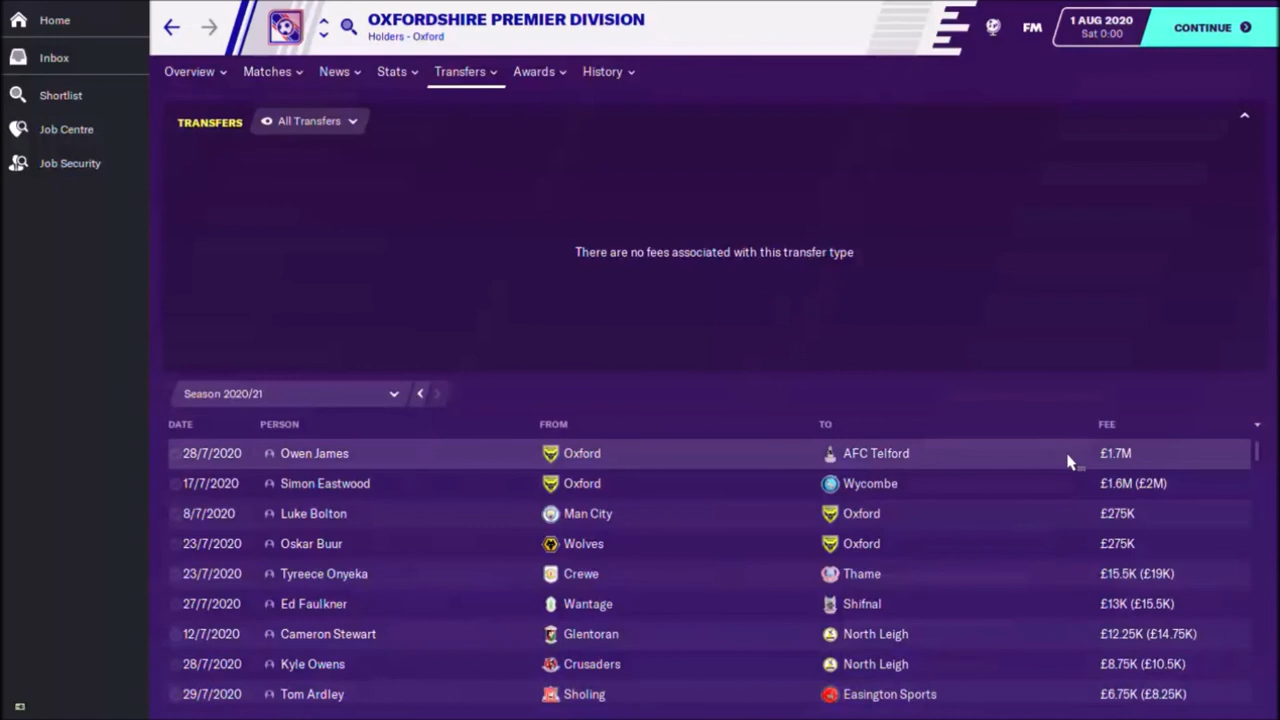 Home
Inbox
Shortlist
Job Centre
Job Security
OXFORDSHIRE PREMIER DIVISION
Holders - Oxford
FM
1 AUG 2020
Sat 0:00
CONTINUE
Overview Matches News Stats Transfers Awards History
TRANSFERS All Transfers
There are no fees associated with this transfer type
Season 2020/21
DATE PERSON FROM TO FEE
28/7/2020 Owen James Oxford AFC Telford £1.7M
17/7/2020 Simon Eastwood Oxford Wycombe £1.6M (£2M)
8/7/2020 Luke Bolton Man City Oxford £275K
23/7/2020 Oskar Buur Wolves Oxford £275K
23/7/2020 Tyreece Onyeka Crewe Thame £15.5K (£19K)
27/7/2020 Ed Faulkner Wantage Shifnal £13K (£15.5K)
12/7/2020 Cameron Stewart Glentoran North Leigh £12.25K (£14.75K)
28/7/2020 Kyle Owens Crusaders North Leigh £8.75K (£10.5K)
29/7/2020 Tom Ardley Sholing Easington Sports £6.75K (£8.25K)